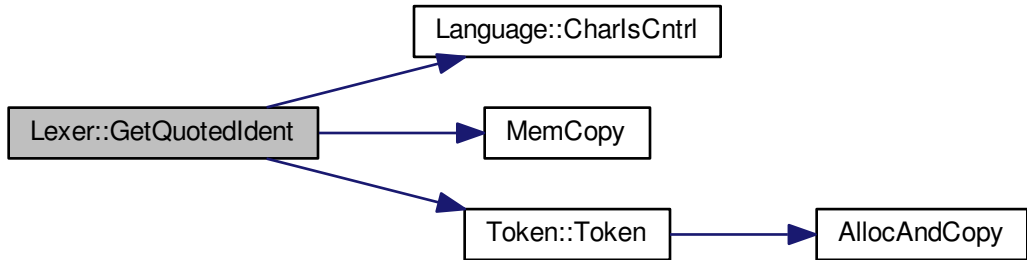 Language::CharIsCntrl
Lexer::GetQuotedIdent
MemCopy
Token::Token
AllocAndCopy